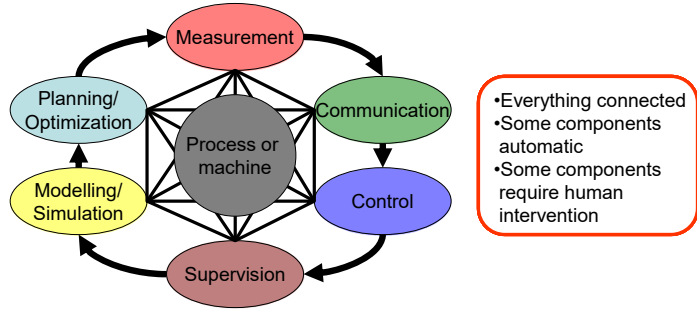 Measurement
Planning/
Optimization
Communication
Process or
machine
Modelling/
Simulation
Control
Supervision
•Everything connected
•Some components
automatic
•Some components
require human
intervention